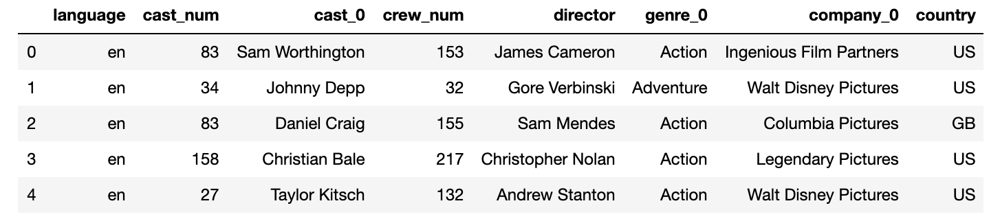 language cast_num cast_0 crew_num director genre_0 company_0 country
0 en 83 Sam Worthington 153 James Cameron Action Ingenious Film Partners US
1 en 34 Johnny Depp 32 Gore Verbinski Adventure Walt Disney Pictures US
2 en 83 Daniel Craig 155 Sam Mendes Action Columbia Pictures GB
3 en 158 Christian Bale 217 Christopher Nolan Action Legendary Pictures US
4 en 27 Taylor Kitsch 132 Andrew Stanton Action Walt Disney Pictures US